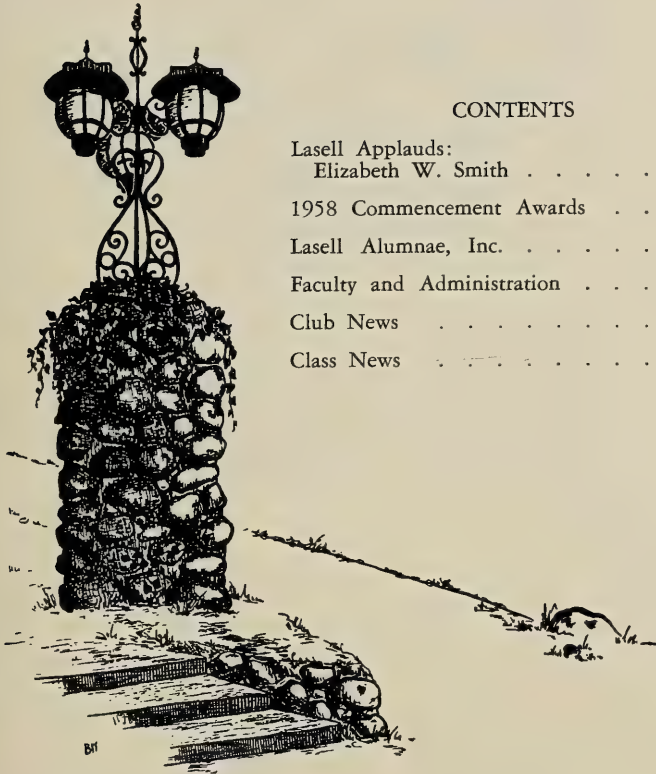 CONTENTS
Lasell Applauds:
Elizabeth W. Smith . . . . .
1958 Commencement Awards . .
Lasell Alumnae, Inc. . . . . . .
Faculty and Administration . . .
Club News . . . . . . . .
Class News . . . . . . . .